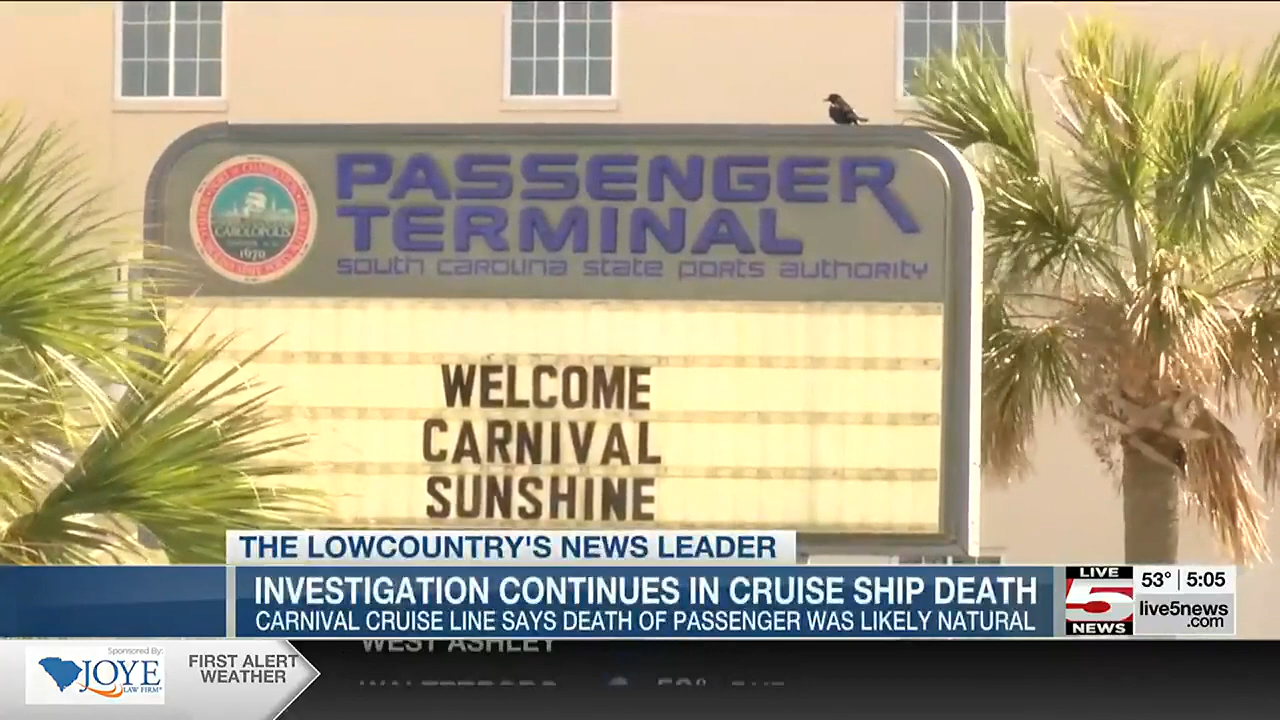 PASSENGER
TERMINAL
south carolina state ports authority
CAROLOPOLIS
1670
WELCOME
CARNIVAL
SUNSHINE
THE LOWCOUNTRY'S NEWS LEADER
INVESTIGATION CONTINUES IN CRUISE SHIP DEATH
CARNIVAL CRUISE LINE SAYS DEATH OF PASSENGER WAS LIKELY NATURAL
LIVE
5
NEWS
53° | 5:05
live5news
.com
Sponsored By:
JOYE
LAW FIRM
FIRST ALERT
WEATHER
WEST ASHLEY